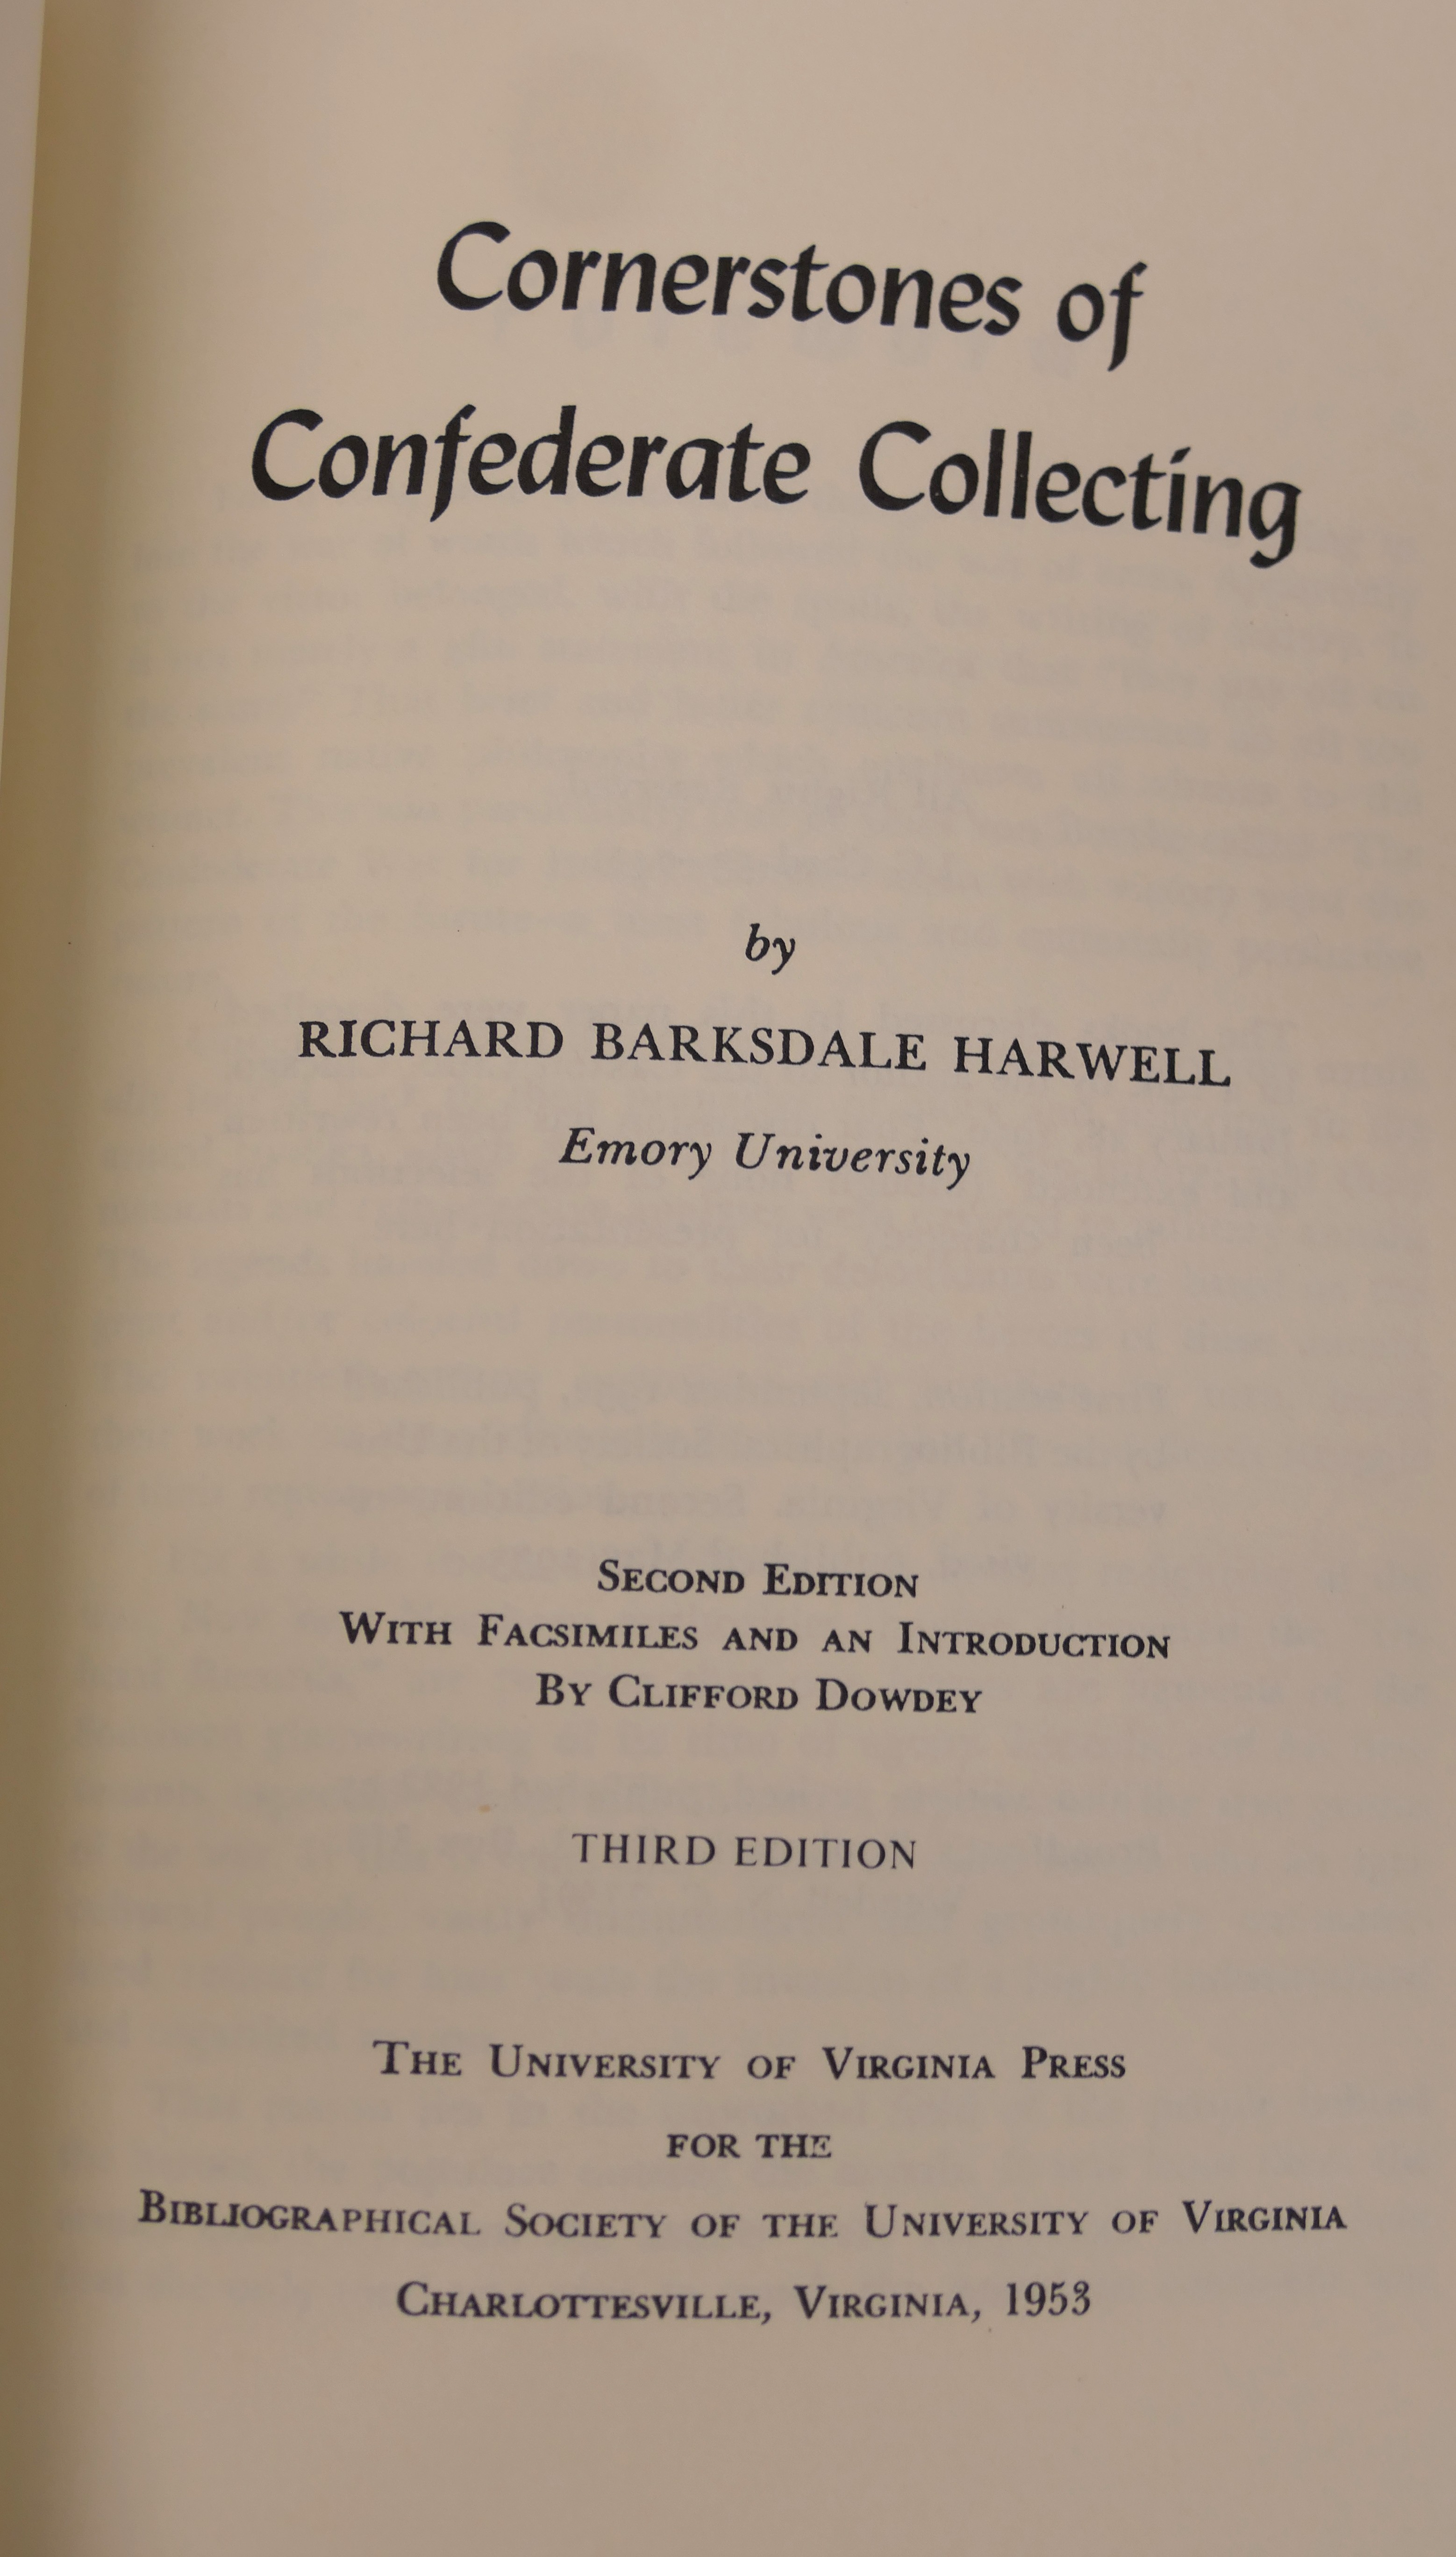 Cornerstones of
Confederate Collecting
by
RICHARD BARKSDALE HARWELL
Emory University
SECOND EDITION
WITH FACSIMILES AND AN INTRODUCTION
BY CLIFFORD DOWDEY
THIRD EDITION
THE UNIVERSITY OF VIRGINIA PRESS
FOR THE
BIBLIOGRAPHICAL SOCIETY OF THE UNIVERSITY OF VIRGINIA
CHARLOTTESVILLE, VIRGINIA, 1953